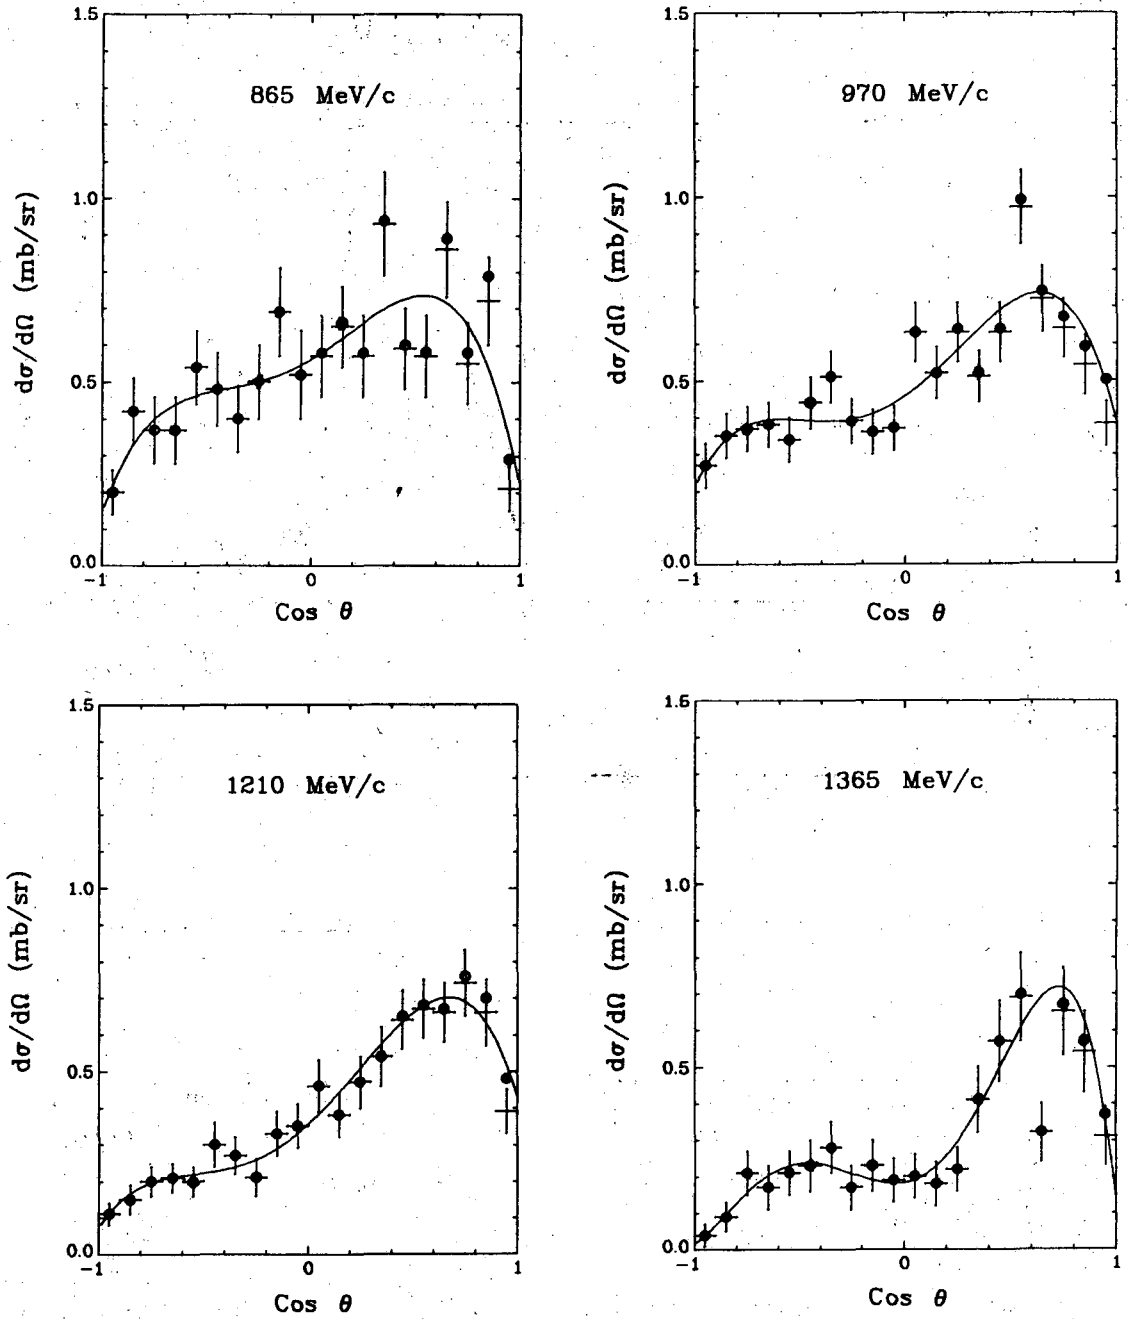 1.5
1.0
0.5
0.0
−1 0 1
865 MeV/c
dσ/dΩ (mb/sr)
Cos θ
1.5
1.0
0.5
0.0
−1 0 1
970 MeV/c
dσ/dΩ (mb/sr)
Cos θ
1.5
1.0
0.5
0.0
−1 0 1
1210 MeV/c
dσ/dΩ (mb/sr)
Cos θ
1.5
1.0
0.5
0.0
−1 0 1
1365 MeV/c
dσ/dΩ (mb/sr)
Cos θ